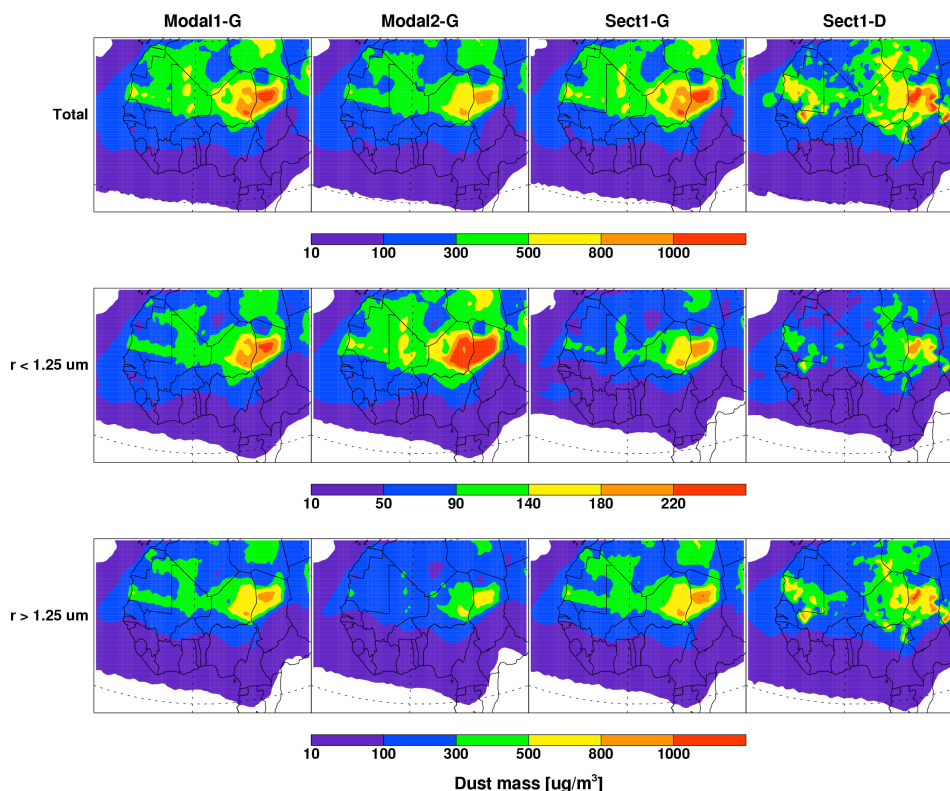 Modal1-G Modal2-G Sect1-G Sect1-D
Total
10 100 300 500 800 1000
r < 1.25 um
10 50 90 140 180 220
r > 1.25 um
10 100 300 500 800 1000
Dust mass [ug/m³]